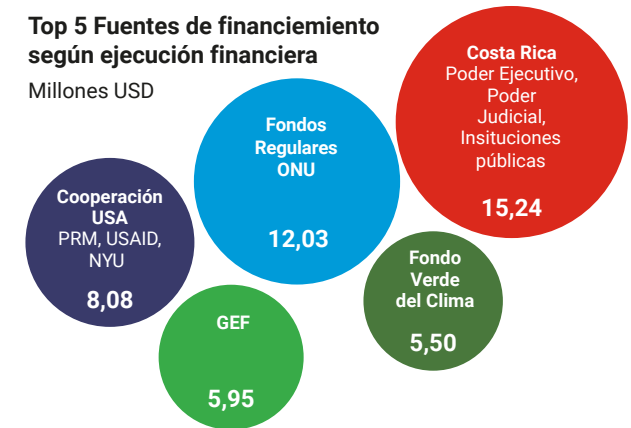 Top 5 Fuentes de financiemiento
según ejecución financiera
Millones USD
Costa Rica
Poder Ejecutivo,
Poder
Judicial,
Insituciones
públicas
15,24
Fondos
Regulares
ONU
12,03
Cooperación
USA
PRM, USAID,
NYU
8,08
Fondo
Verde
del Clima
5,50
GEF
5,95